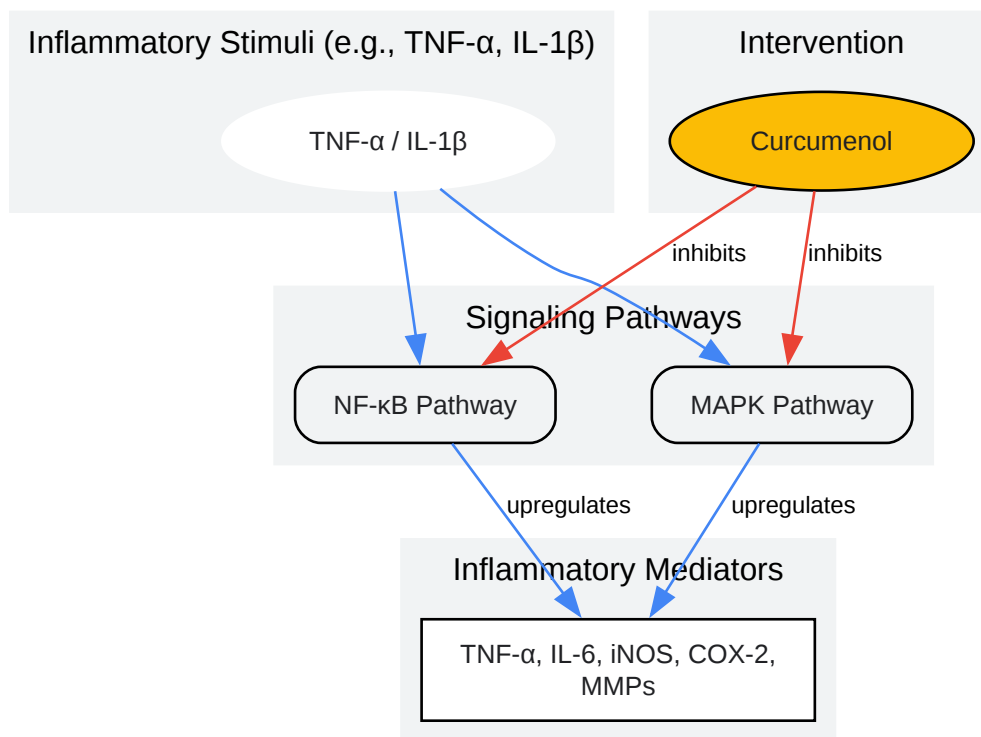 Inflammatory Stimuli (e.g., TNF-α, IL-1β)
Intervention
TNF-α / IL-1β
Curcumenol
inhibits
inhibits
Signaling Pathways
NF-κB Pathway
MAPK Pathway
upregulates
upregulates
Inflammatory Mediators
TNF-α, IL-6, iNOS, COX-2,
MMPs